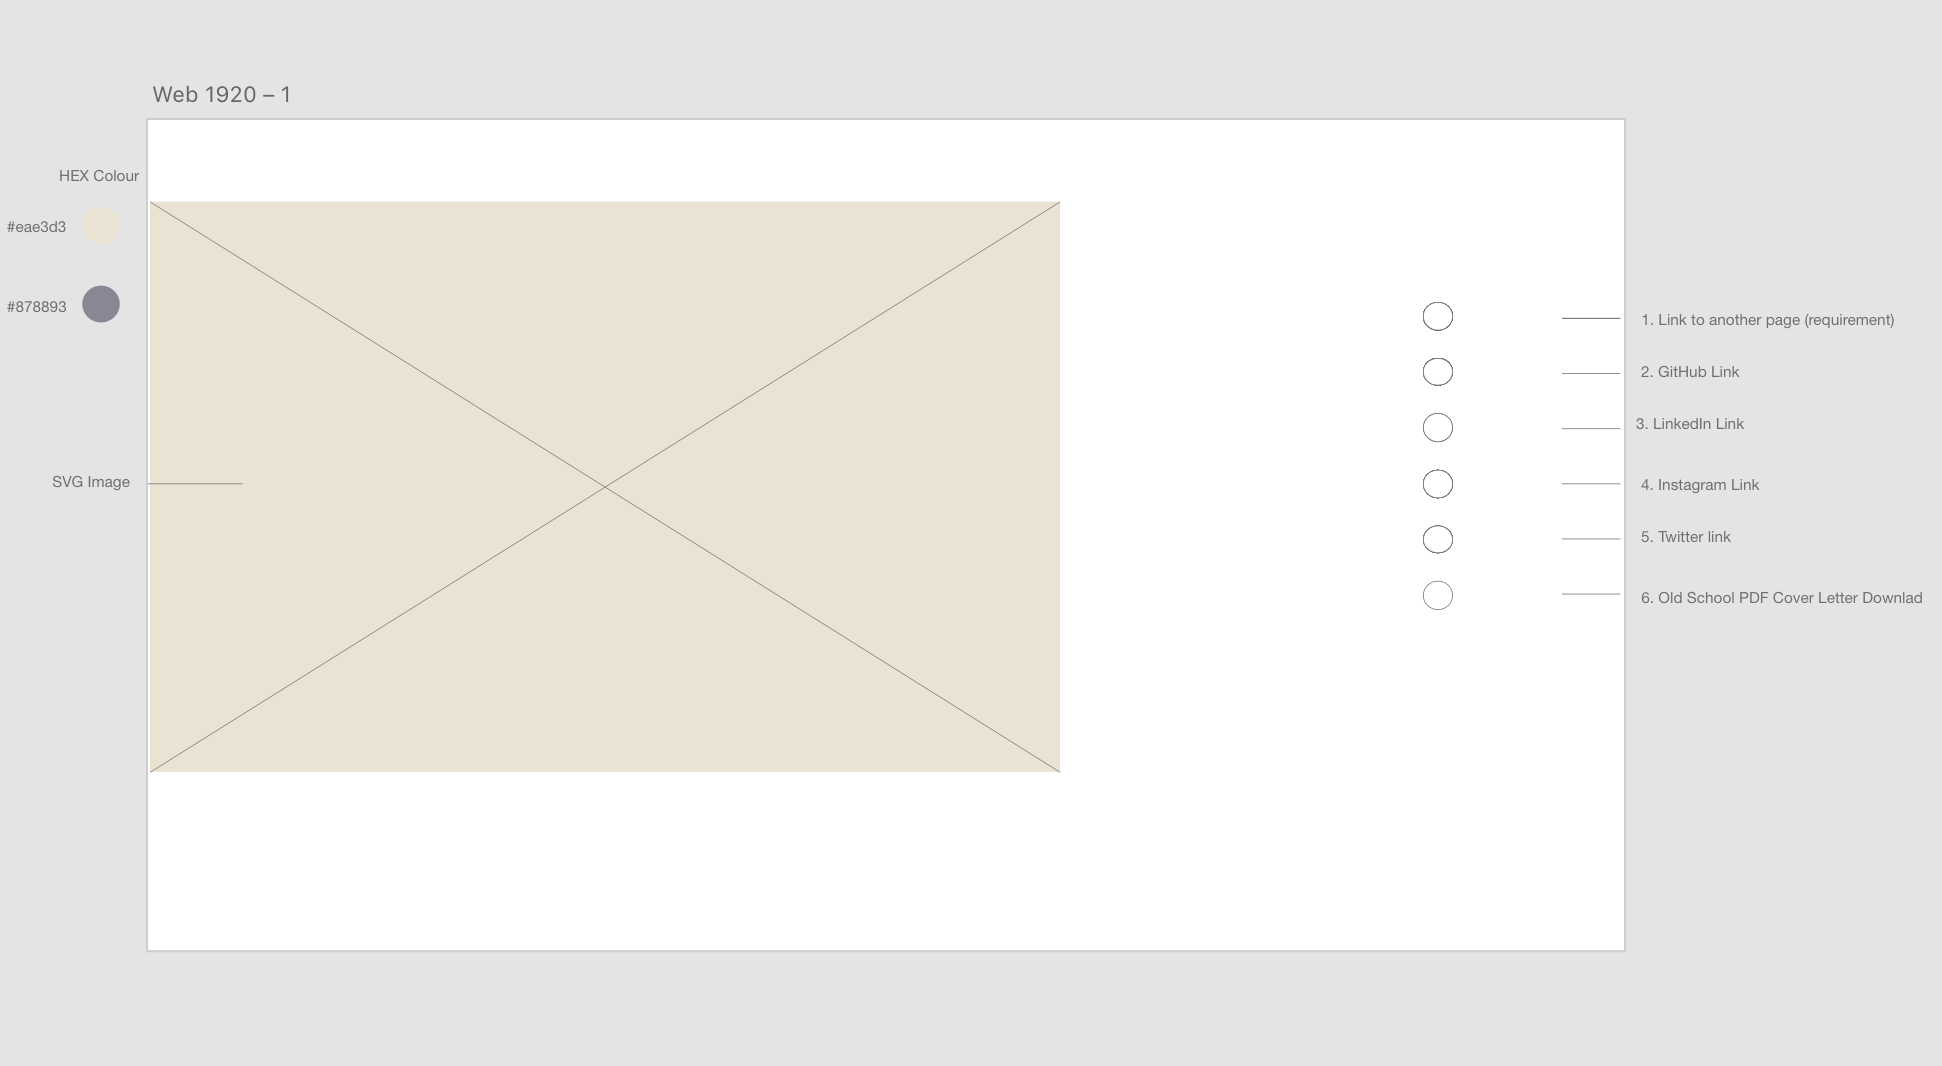 Web 1920 – 1
HEX Colour
#eae3d3
#878893
SVG Image
1. Link to another page (requirement)
2. GitHub Link
3. LinkedIn Link
4. Instagram Link
5. Twitter link
6. Old School PDF Cover Letter Downlad